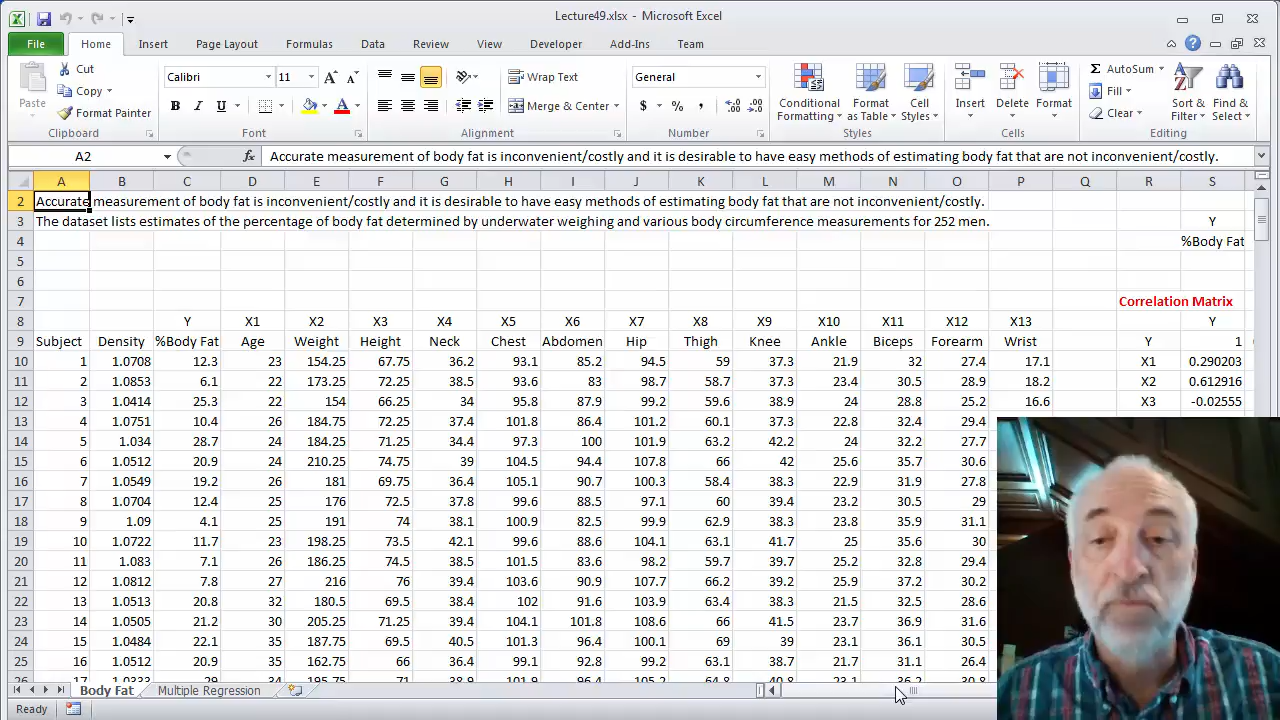 Lecture49.xlsx - Microsoft Excel
File Home Insert Page Layout Formulas Data Review View Developer Add-Ins Team
Cut Calibri 11 Wrap Text General AutoSum
Paste Copy Fill
Format Painter B I U Merge & Center $ % , Conditional Formatting Format as Table Cell Styles Insert Delete Format Clear Sort & Filter Find & Select
Clipboard Font Alignment Number Styles Cells Editing
A2 fx Accurate measurement of body fat is inconvenient/costly and it is desirable to have easy methods of estimating body fat that are not inconvenient/costly.
A B C D E F G H I J K L M N O P Q R S
2 Accurate measurement of body fat is inconvenient/costly and it is desirable to have easy methods of estimating body fat that are not inconvenient/costly.
3 The dataset lists estimates of the percentage of body fat determined by underwater weighing and various body circumference measurements for 252 men. Y
4 %Body Fat
5
6
7 Correlation Matrix
8 Y X1 X2 X3 X4 X5 X6 X7 X8 X9 X10 X11 X12 X13 Y
9 Subject Density %Body Fat Age Weight Height Neck Chest Abdomen Hip Thigh Knee Ankle Biceps Forearm Wrist Y 1
10 1 1.0708 12.3 23 154.25 67.75 36.2 93.1 85.2 94.5 59 37.3 21.9 32 27.4 17.1 X1 0.290203
11 2 1.0853 6.1 22 173.25 72.25 38.5 93.6 83 98.7 58.7 37.3 23.4 30.5 28.9 18.2 X2 0.612916
12 3 1.0414 25.3 22 154 66.25 34 95.8 87.9 99.2 59.6 38.9 24 28.8 25.2 16.6 X3 -0.02555
13 4 1.0751 10.4 26 184.75 72.25 37.4 101.8 86.4 101.2 60.1 37.3 22.8 32.4 29.4
14 5 1.034 28.7 24 184.25 71.25 34.4 97.3 100 101.9 63.2 42.2 24 32.2 27.7
15 6 1.0512 20.9 24 210.25 74.75 39 104.5 94.4 107.8 66 42 25.6 35.7 30.6
16 7 1.0549 19.2 26 181 69.75 36.4 105.1 90.7 100.3 58.4 38.3 22.9 31.9 27.8
17 8 1.0704 12.4 25 176 72.5 37.8 99.6 88.5 97.1 60 39.4 23.2 30.5 29
18 9 1.09 4.1 25 191 74 38.1 100.9 82.5 99.9 62.9 38.3 23.8 35.9 31.1
19 10 1.0722 11.7 23 198.25 73.5 42.1 99.6 88.6 104.1 63.1 41.7 25 35.6 30
20 11 1.083 7.1 26 186.25 74.5 38.5 101.5 83.6 98.2 59.7 39.7 25.2 32.8 29.4
21 12 1.0812 7.8 27 216 76 39.4 103.6 90.9 107.7 66.2 39.2 25.9 37.2 30.2
22 13 1.0513 20.8 32 180.5 69.5 38.4 102 91.6 103.9 63.4 38.3 21.5 32.5 28.6
23 14 1.0505 21.2 30 205.25 71.25 39.4 104.1 101.8 108.6 66 41.5 23.7 36.9 31.6
24 15 1.0484 22.1 35 187.75 69.5 40.5 101.3 96.4 100.1 69 39 23.1 36.1 30.5
25 16 1.0512 20.9 35 162.75 66 36.4 99.1 92.8 99.2 63.1 38.7 21.7 31.1 26.4
Body Fat Multiple Regression
Ready